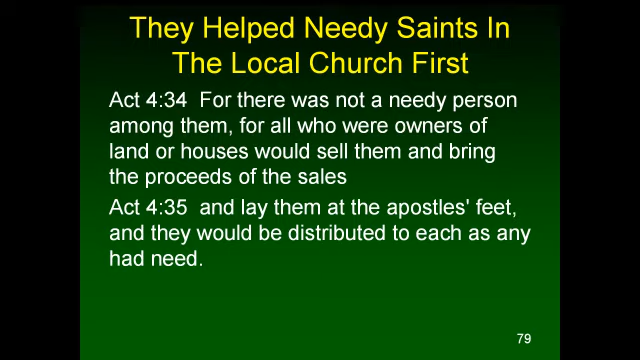 They Helped Needy Saints In
The Local Church First
Act 4:34  For there was not a needy person
among them, for all who were owners of
land or houses would sell them and bring
the proceeds of the sales
Act 4:35  and lay them at the apostles' feet,
and they would be distributed to each as any
had need.
79